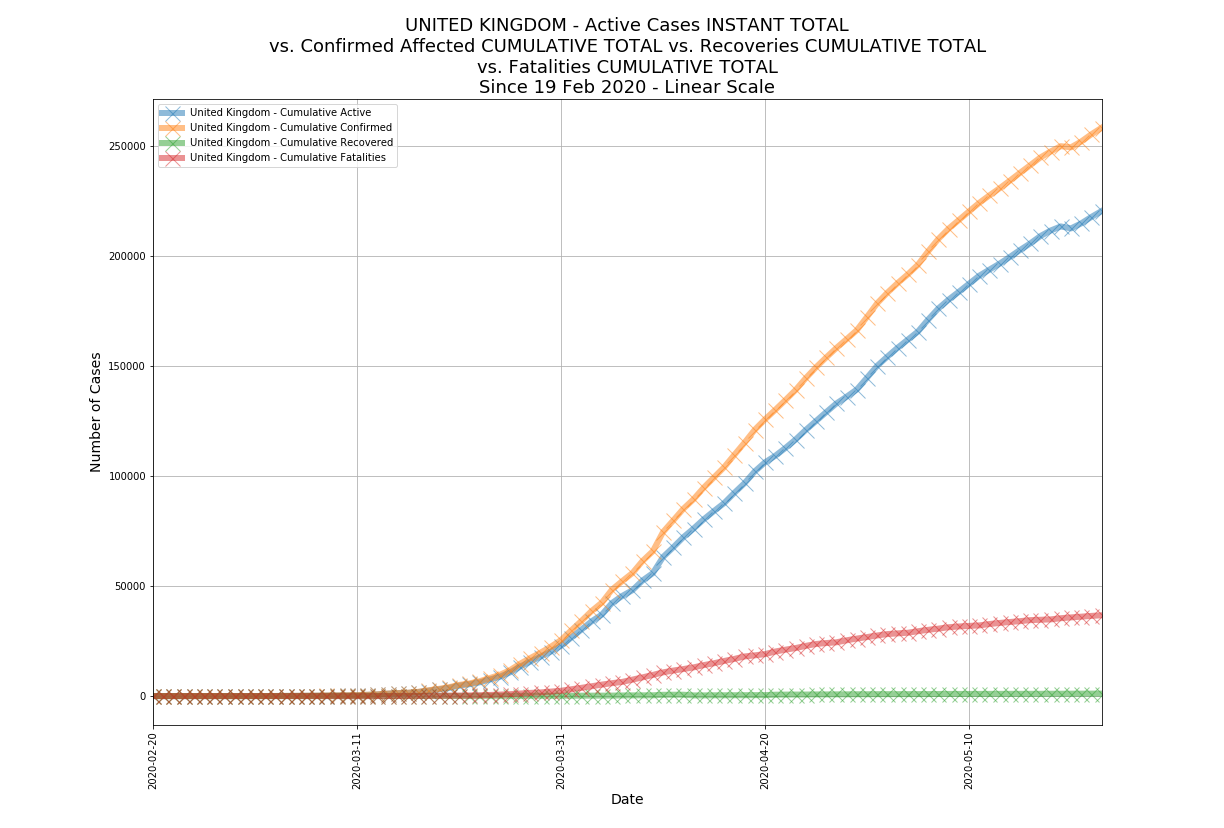 UNITED KINGDOM - Active Cases INSTANT TOTAL
vs. Confirmed Affected CUMULATIVE TOTAL vs. Recoveries CUMULATIVE TOTAL
vs. Fatalities CUMULATIVE TOTAL
Since 19 Feb 2020 - Linear Scale
United Kingdom - Cumulative Active
United Kingdom - Cumulative Confirmed
United Kingdom - Cumulative Recovered
United Kingdom - Cumulative Fatalities
Number of Cases
250000
200000
150000
100000
50000
0
2020-02-20
2020-03-11
2020-03-31
2020-04-20
2020-05-10
Date